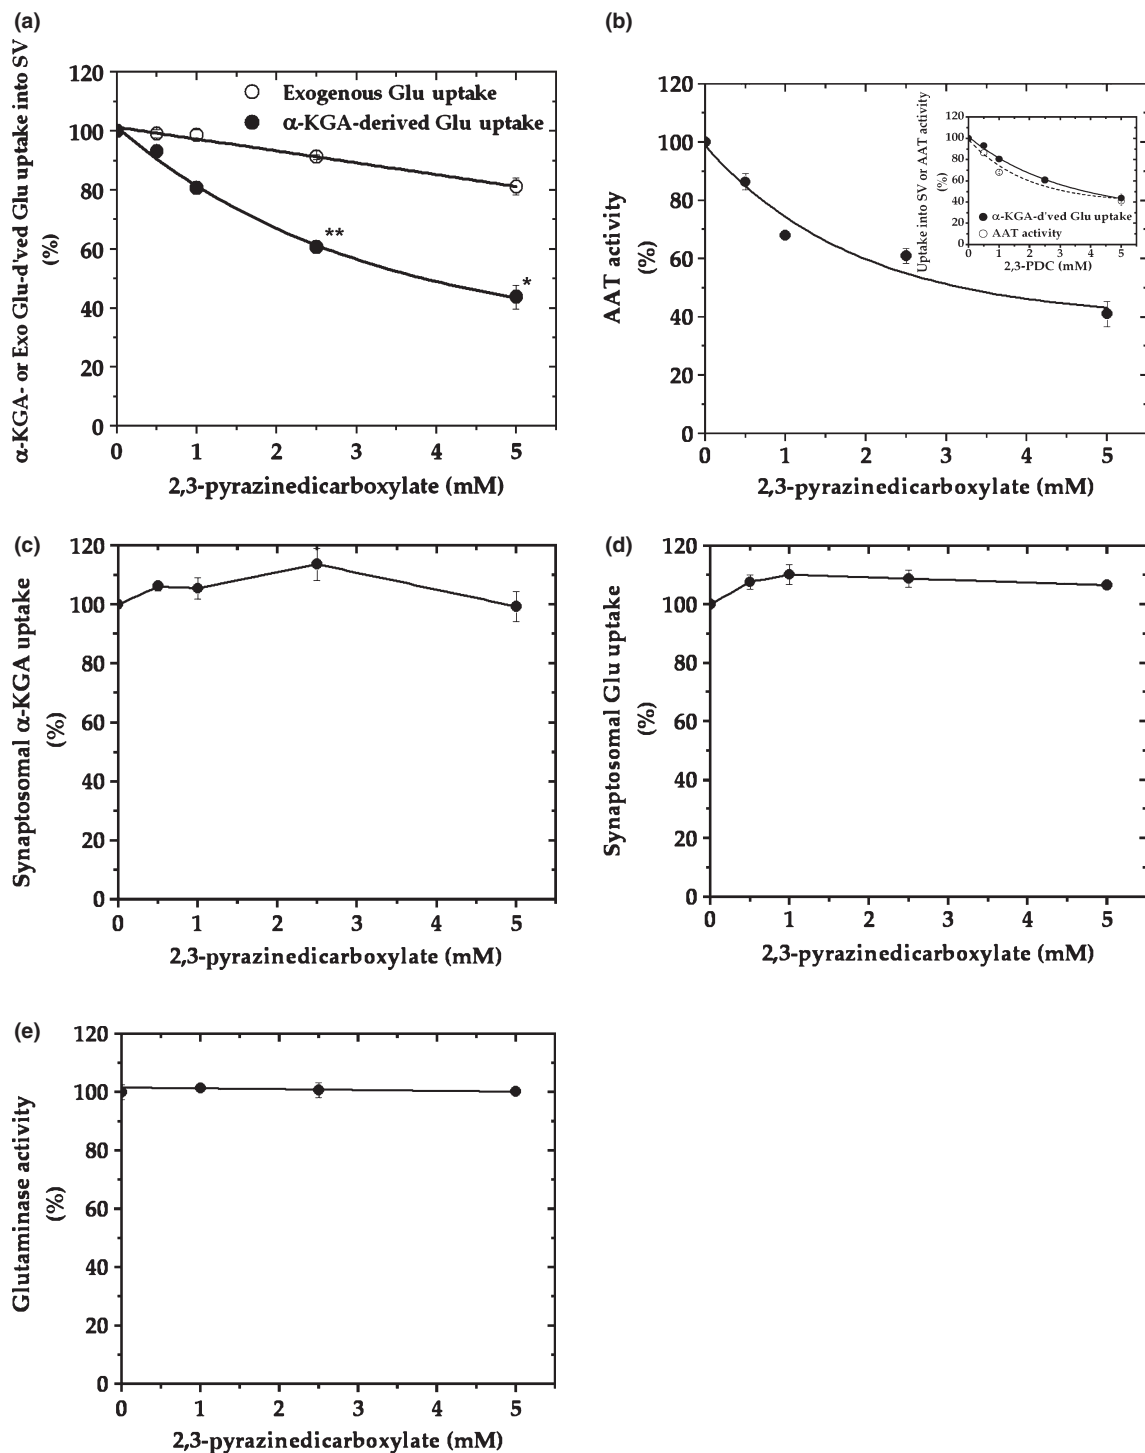 (a)
α-KGA- or Exo Glu-d'ved Glu uptake into SV
(%)
120
100
80
60
40
20
0
Exogenous Glu uptake
α-KGA-derived Glu uptake
**
*
0 1 2 3 4 5
2,3-pyrazinedicarboxylate (mM)
(b)
AAT activity
(%)
120
100
80
60
40
20
0
Uptake into SV or AAT activity
(%)
120
100
80
60
40
20
0
α-KGA-d'ved Glu uptake
AAT activity
0 1 2 3 4 5
2,3-PDC (mM)
0 1 2 3 4 5
2,3-pyrazinedicarboxylate (mM)
(c)
Synaptosomal α-KGA uptake
(%)
120
100
80
60
40
20
0
0 1 2 3 4 5
2,3-pyrazinedicarboxylate (mM)
(d)
Synaptosomal Glu uptake
(%)
120
100
80
60
40
20
0
0 1 2 3 4 5
2,3-pyrazinedicarboxylate (mM)
(e)
Glutaminase activity
(%)
120
100
80
60
40
20
0
0 1 2 3 4 5
2,3-pyrazinedicarboxylate (mM)